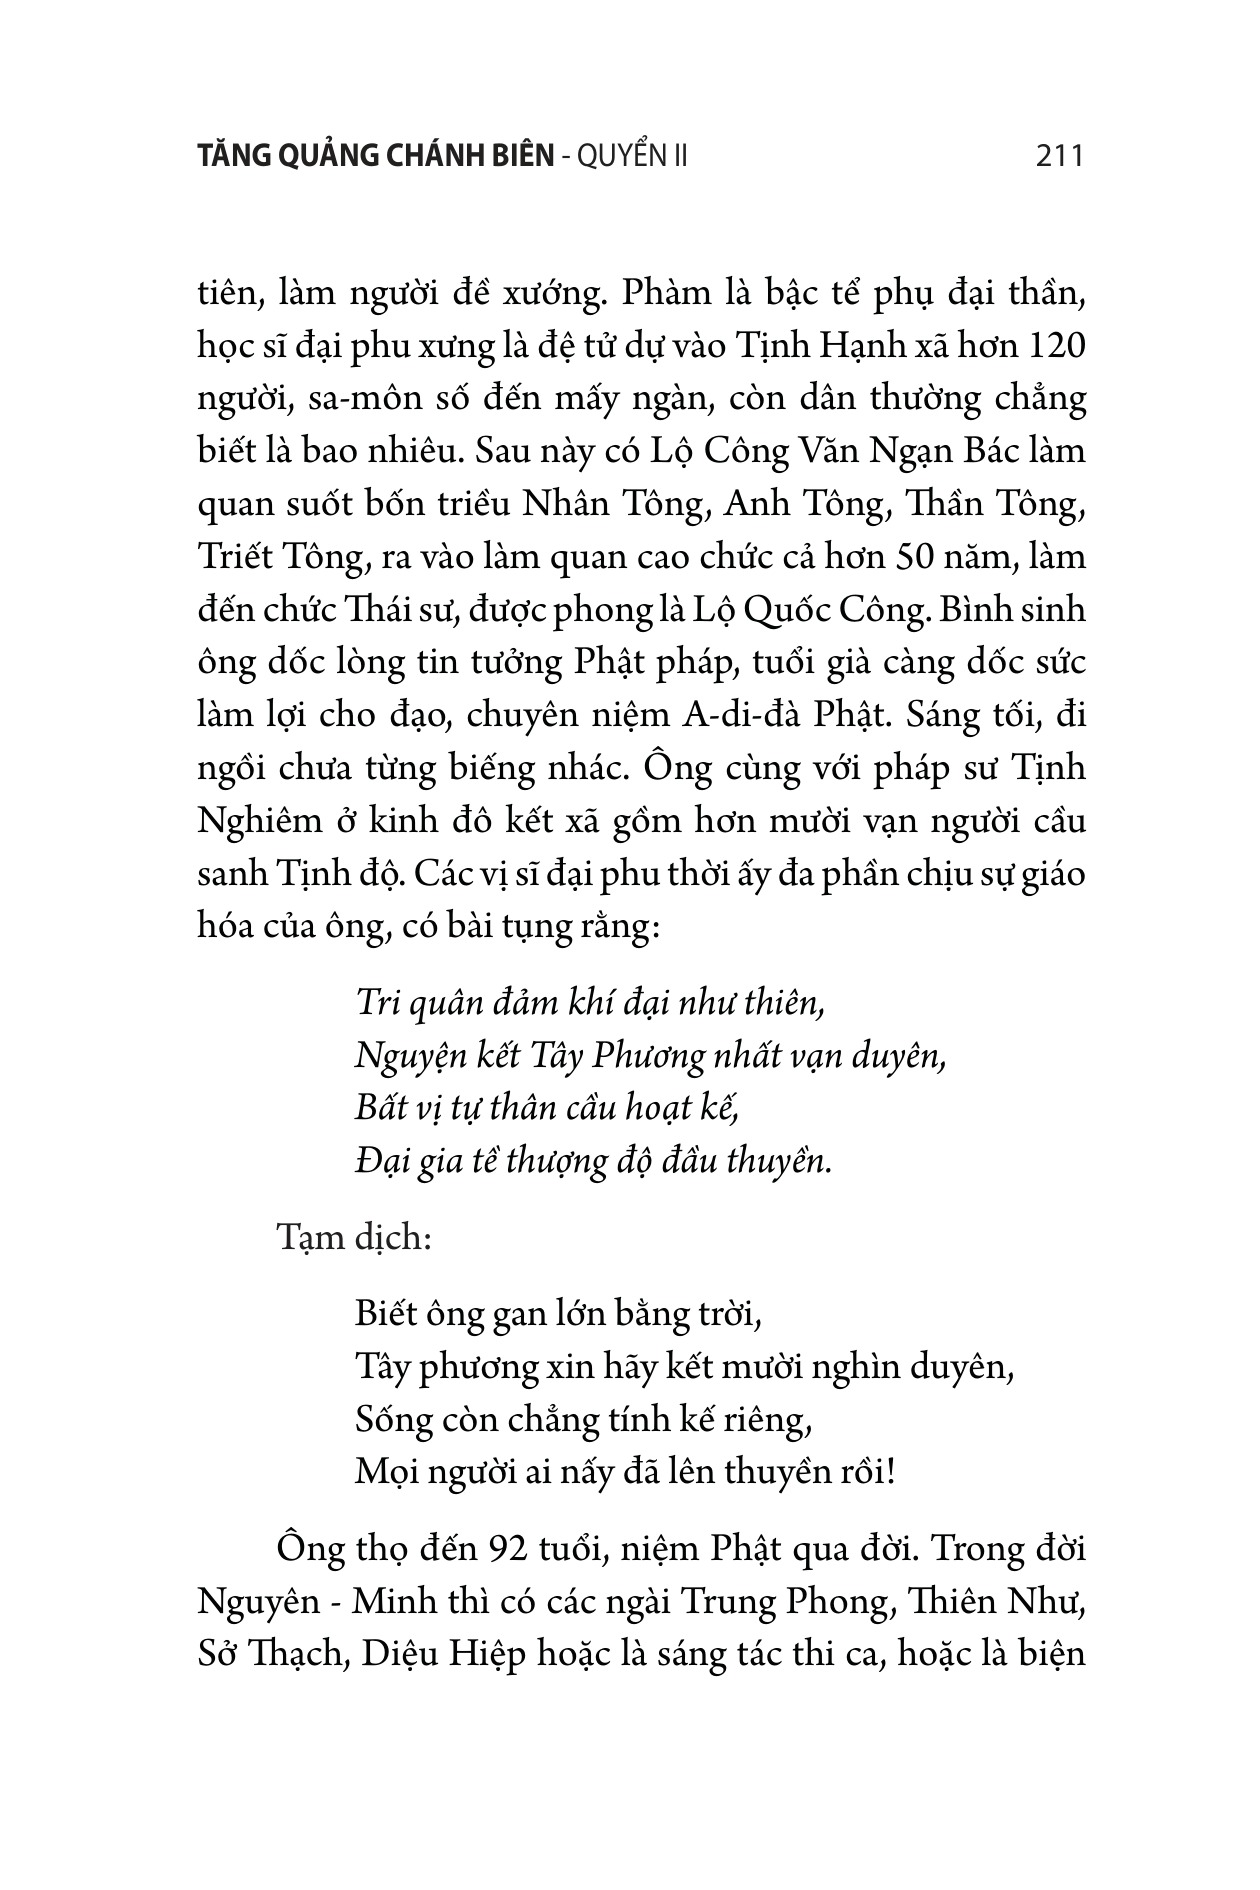 TĂNG QUẢNG CHÁNH BIÊN - QUYỂN II 211
tiên, làm người đề xướng. Phàm là bậc tể phụ đại thần,
học sĩ đại phu xưng là đệ tử dự vào Tịnh Hạnh xã hơn 120
người, sa-môn số đến mấy ngàn, còn dân thường chẳng
biết là bao nhiêu. Sau này có Lộ Công Văn Ngạn Bác làm
quan suốt bốn triều Nhân Tông, Anh Tông, Thần Tông,
Triết Tông, ra vào làm quan cao chức cả hơn 50 năm, làm
đến chức Thái sư, được phong là Lộ Quốc Công. Bình sinh
ông dốc lòng tin tưởng Phật pháp, tuổi già càng dốc sức
làm lợi cho đạo, chuyên niệm A-di-đà Phật. Sáng tối, đi
ngồi chưa từng biếng nhác. Ông cùng với pháp sư Tịnh
Nghiêm ở kinh đô kết xã gồm hơn mười vạn người cầu
sanh Tịnh độ. Các vị sĩ đại phu thời ấy đa phần chịu sự giáo
hóa của ông, có bài tụng rằng:
Tri quân đảm khí đại như thiên,
Nguyện kết Tây Phương nhất vạn duyên,
Bất vị tự thân cầu hoạt kế,
Đại gia tề thượng độ đầu thuyền.
Tạm dịch:
Biết ông gan lớn bằng trời,
Tây phương xin hãy kết mười nghìn duyên,
Sống còn chẳng tính kế riêng,
Mọi người ai nấy đã lên thuyền rồi!
Ông thọ đến 92 tuổi, niệm Phật qua đời. Trong đời
Nguyên - Minh thì có các ngài Trung Phong, Thiên Như,
Sở Thạch, Diệu Hiệp hoặc là sáng tác thi ca, hoặc là biện